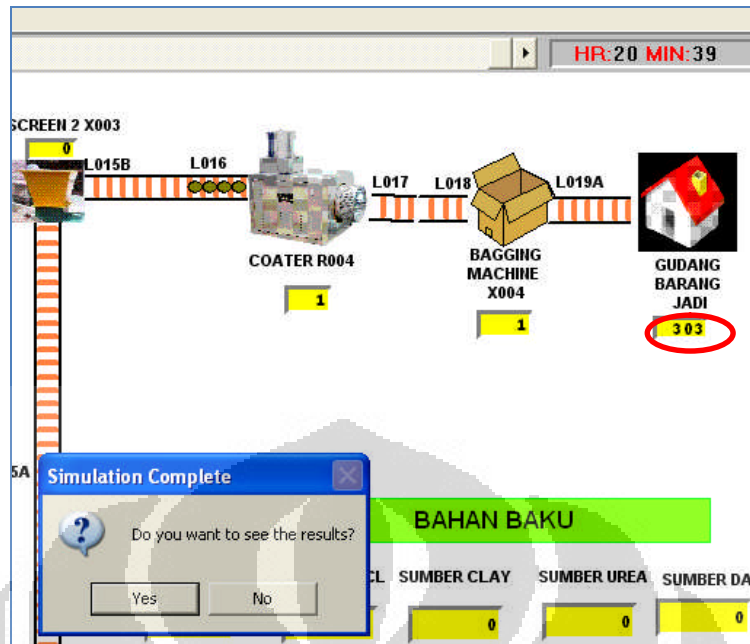 HR:20 MIN:39
SCREEN 2 X003
0
L015B
L016
L017
L018
L019A
COATER R004
1
BAGGING
MACHINE
X004
1
GUDANG
BARANG
JADI
303
5A
Simulation Complete
Do you want to see the results?
Yes
No
BAHAN BAKU
CL
SUMBER CLAY
SUMBER UREA
SUMBER DA
0
0
0